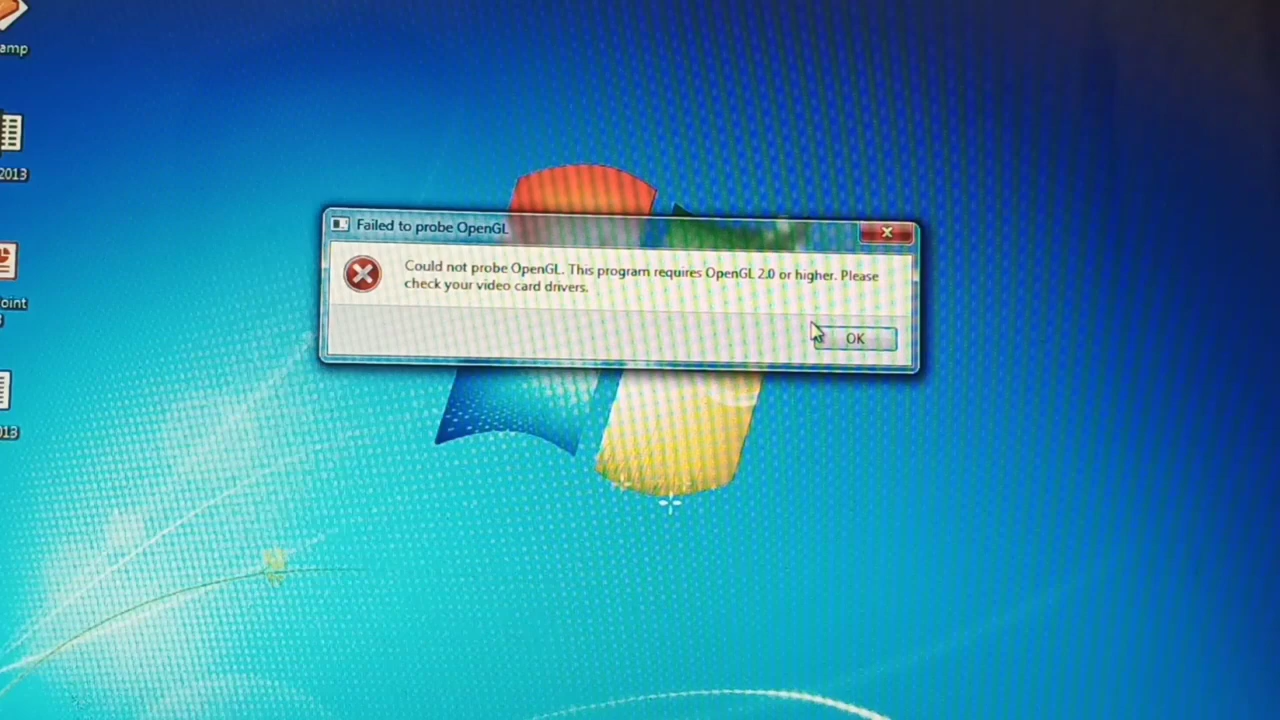 amp
2013
Failed to probe OpenGL
Could not probe OpenGL. This program requires OpenGL 2.0 or higher. Please
check your video card drivers.
oint
OK
013